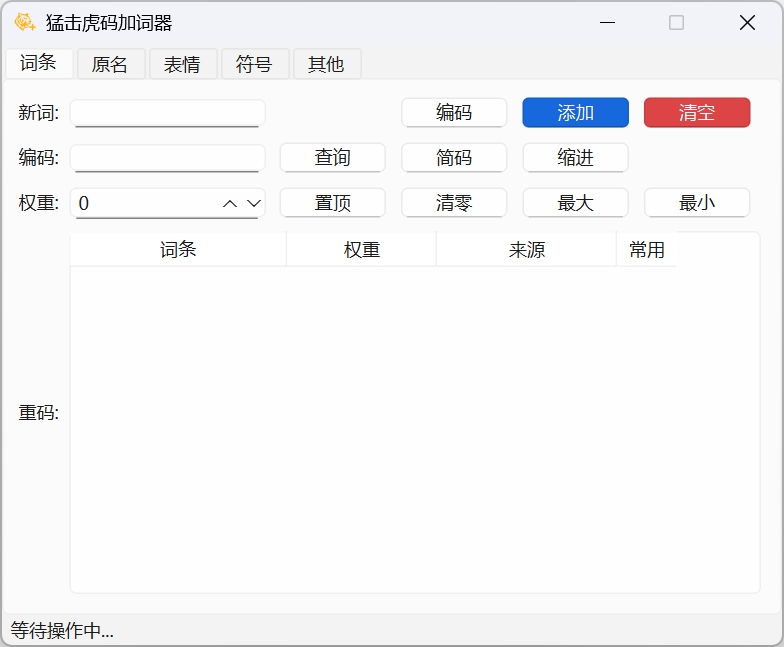 猛击虎码加词器
词条 原名 表情 符号 其他
新词: 编码 添加 清空
编码: 查询 简码 缩进
权重: 0 置顶 清零 最大 最小
词条 权重 来源 常用
重码:
等待操作中...